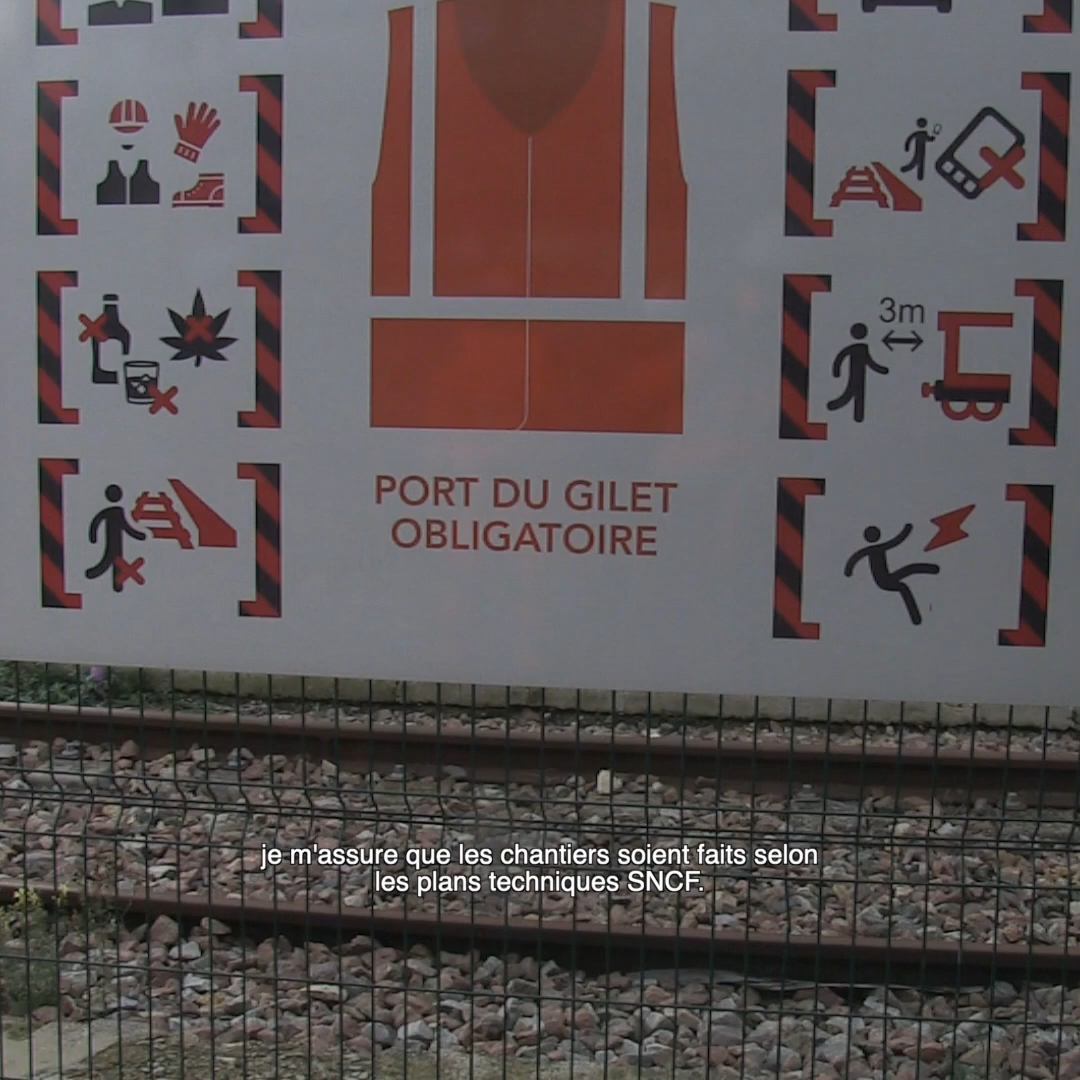 3m
PORT DU GILET
OBLIGATOIRE
je m'assure que les chantiers soient faits selon
les plans techniques SNCF.